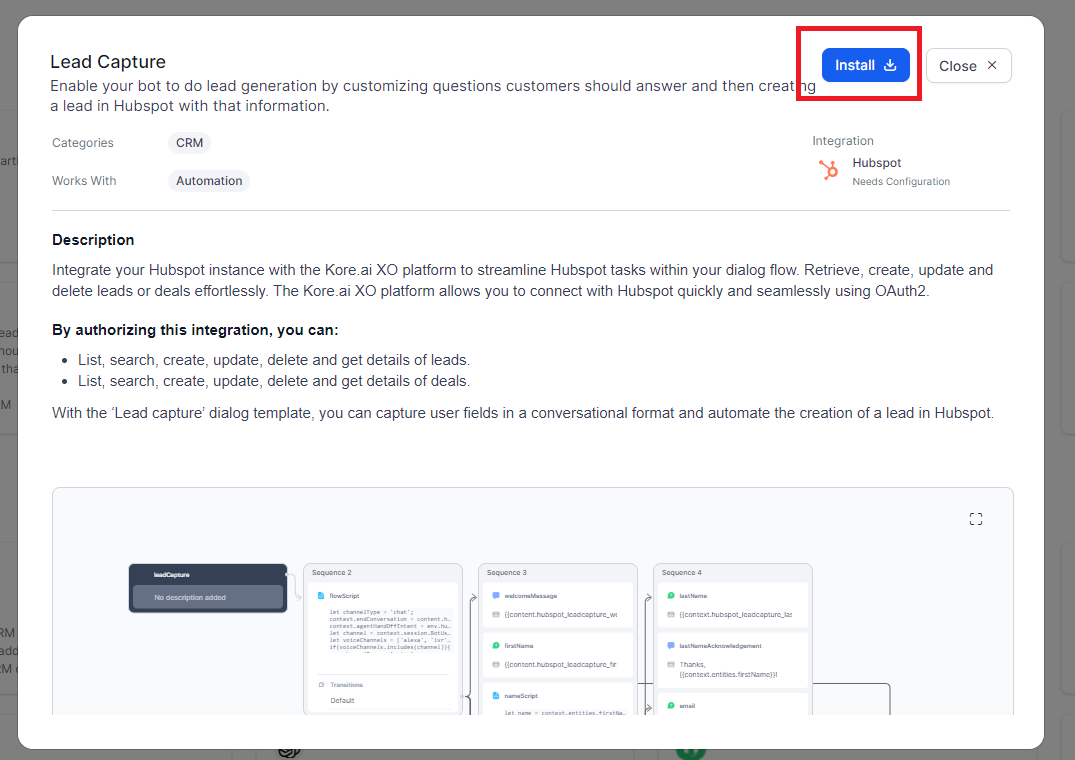 Lead Capture
Install
Close
Enable your bot to do lead generation by customizing questions customers should answer and then creating
a lead in Hubspot with that information.
Categories
CRM
Integration
Hubspot
Needs Configuration
Works With
Automation
Description
Integrate your Hubspot instance with the Kore.ai XO platform to streamline Hubspot tasks within your dialog flow. Retrieve, create, update and
delete leads or deals effortlessly. The Kore.ai XO platform allows you to connect with Hubspot quickly and seamlessly using OAuth2.
By authorizing this integration, you can:
• List, search, create, update, delete and get details of leads.
• List, search, create, update, delete and get details of deals.
With the ‘Lead capture’ dialog template, you can capture user fields in a conversational format and automate the creation of a lead in Hubspot.
leadCapture
No description added
Sequence 2
flowScript
let channelType = 'chat';
context.endConversation = content.h...
context.agentHandOffIntent = env.hu...
let channel = context.session.BotUs...
let voiceChannels = ['alexa', 'ivr'...
if(voiceChannels.includes(channel)){
Transitions
Default
Sequence 3
welcomeMessage
{{content.hubspot_leadcapture_we
firstName
{{content.hubspot_leadcapture_fir
nameScript
let name = context.entities.firstNa...
Sequence 4
lastName
{{content.hubspot_leadcapture_las
lastNameAcknowledgement
Thanks,
{{context.entities.firstName}}!
email